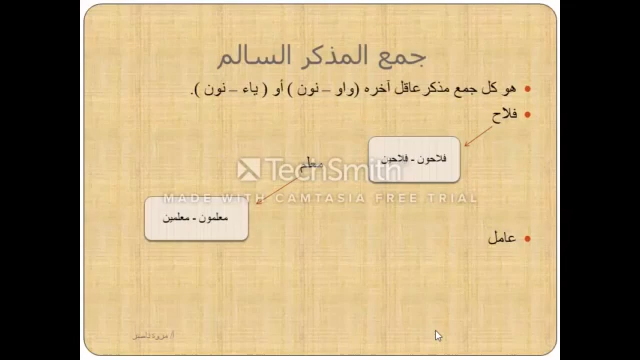 جمع المذكر السالم
هو كل جمع مذكر عاقل آخره (واو – نون ) أو ( ياء – نون ).
فلاح
فلاحون - فلاحين
معلم
TechSmith
MADE WITH CAMTASIA FREE TRIAL
معلمون - معلمين
عامل